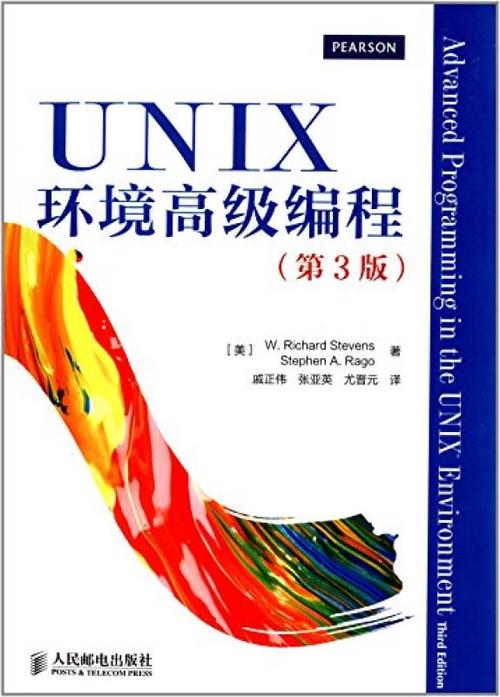 PEARSON
UNIX
环境高级编程
（第3版）
[美] W. Richard Stevens 著
Stephen A. Rago
戚正伟 张亚英 尤晋元 译
Advanced Programming in the UNIX® Environment Third Edition
人民邮电出版社
POSTS & TELECOM PRESS